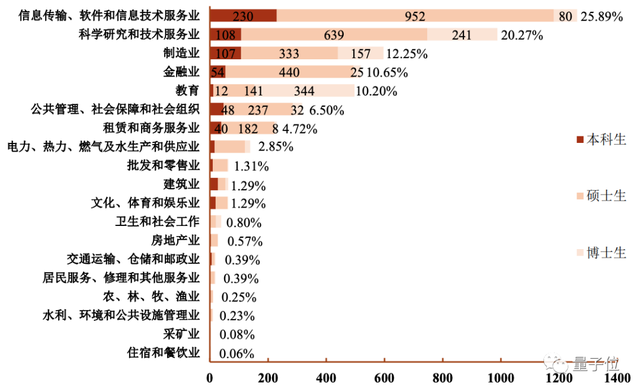 信息传输、软件和信息技术服务业 230 952 80 25.89%
科学研究和技术服务业 108 639 241 20.27%
制造业 107 333 157 12.25%
金融业 54 440 25 10.65%
教育 12 141 344 10.20%
公共管理、社会保障和社会组织 48 237 32 6.50%
租赁和商务服务业 40 182 8 4.72%
电力、热力、燃气及水生产和供应业 2.85%
批发和零售业 1.31%
建筑业 1.29%
文化、体育和娱乐业 1.29%
卫生和社会工作 0.80%
房地产业 0.57%
交通运输、仓储和邮政业 0.39%
居民服务、修理和其他服务业 0.39%
农、林、牧、渔业 0.25%
水利、环境和公共设施管理业 0.23%
采矿业 0.08%
住宿和餐饮业 0.06%
0 200 400 600 800 1000 1200 1400
本科生
硕士生
博士生
量子位